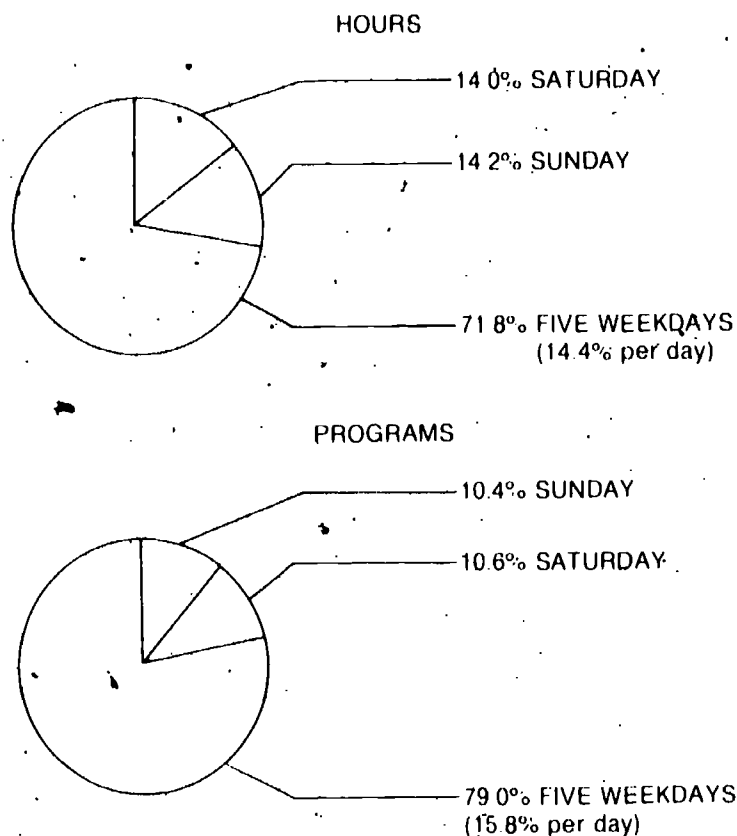 HOURS
14.0% SATURDAY
14.2% SUNDAY
71.8% FIVE WEEKDAYS
(14.4% per day)
PROGRAMS
10.4% SUNDAY
10.6% SATURDAY
79.0% FIVE WEEKDAYS
(15.8% per day)